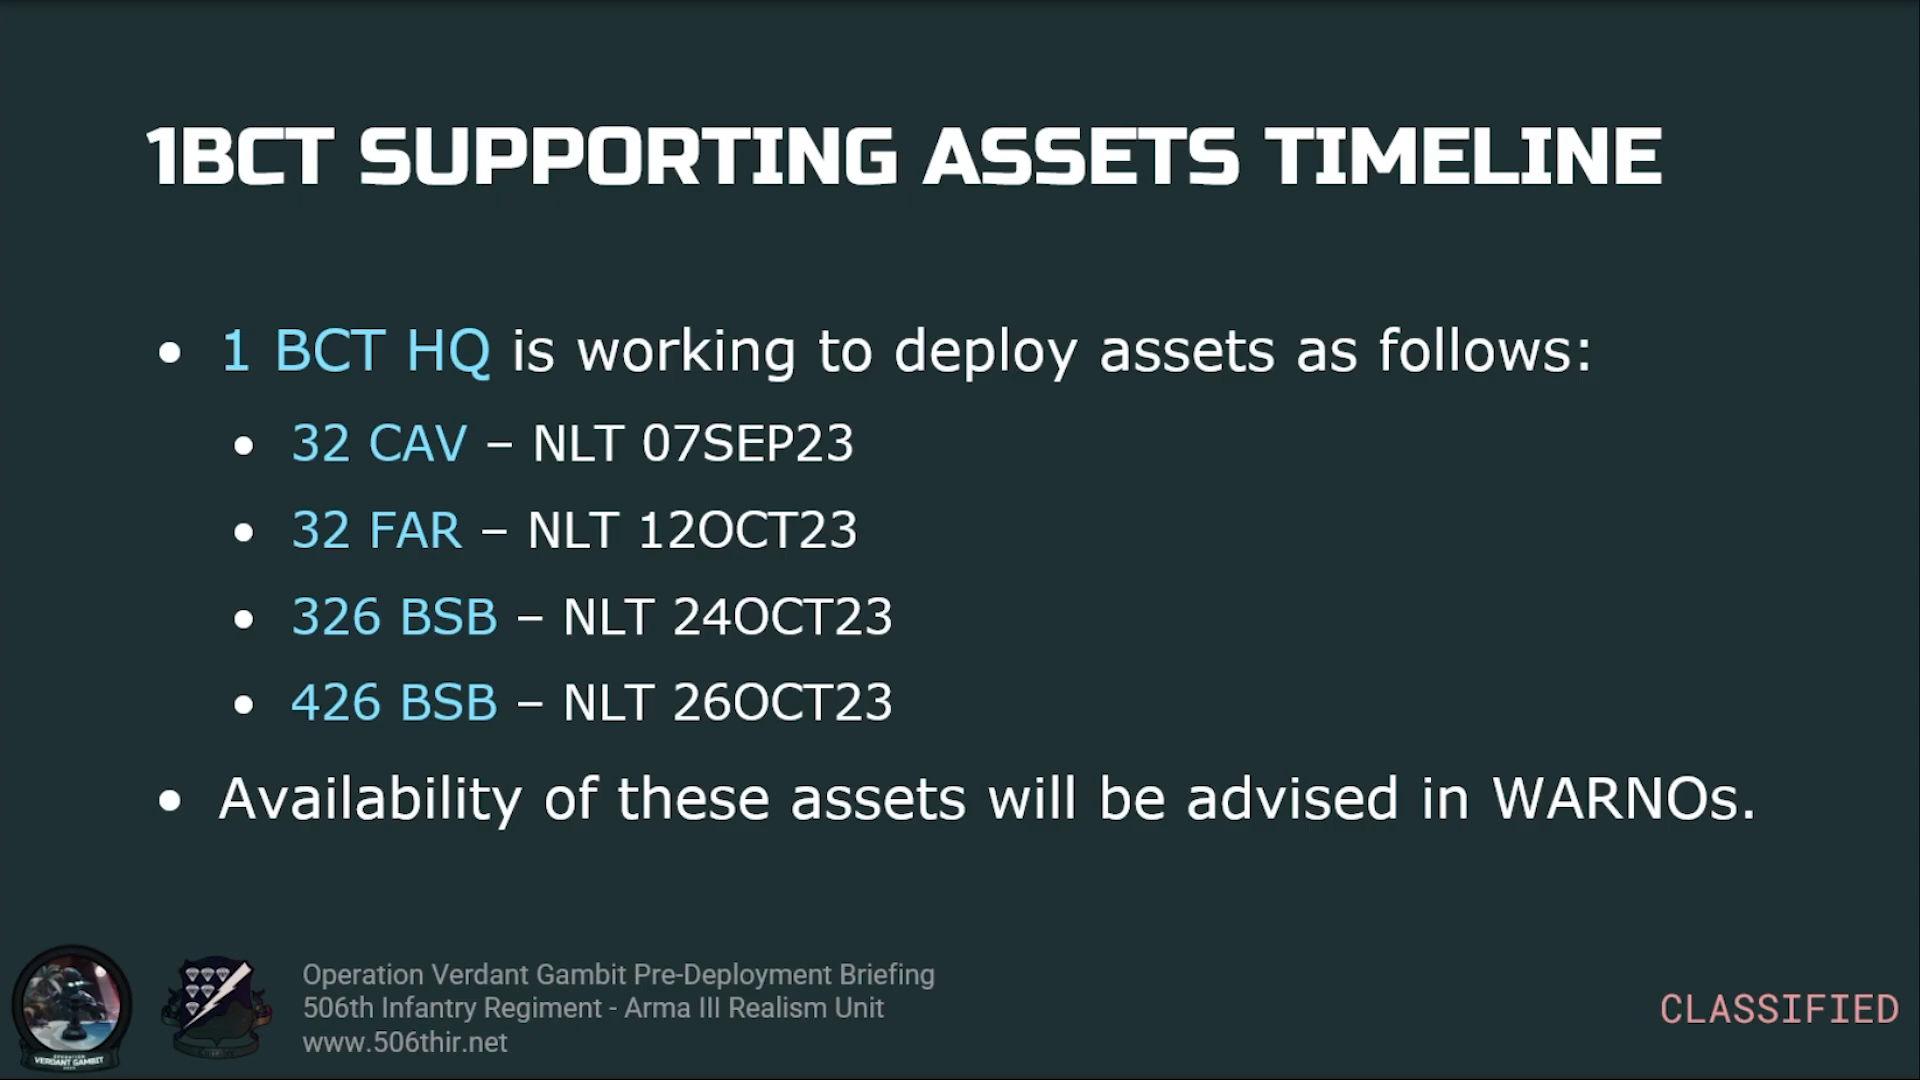 1BCT SUPPORTING ASSETS TIMELINE
• 1 BCT HQ is working to deploy assets as follows:
• 32 CAV – NLT 07SEP23
• 32 FAR – NLT 12OCT23
• 326 BSB – NLT 24OCT23
• 426 BSB – NLT 26OCT23
• Availability of these assets will be advised in WARNOs.
Operation Verdant Gambit Pre-Deployment Briefing
506th Infantry Regiment - Arma III Realism Unit
www.506thir.net
CLASSIFIED
VERDANT GAMBIT